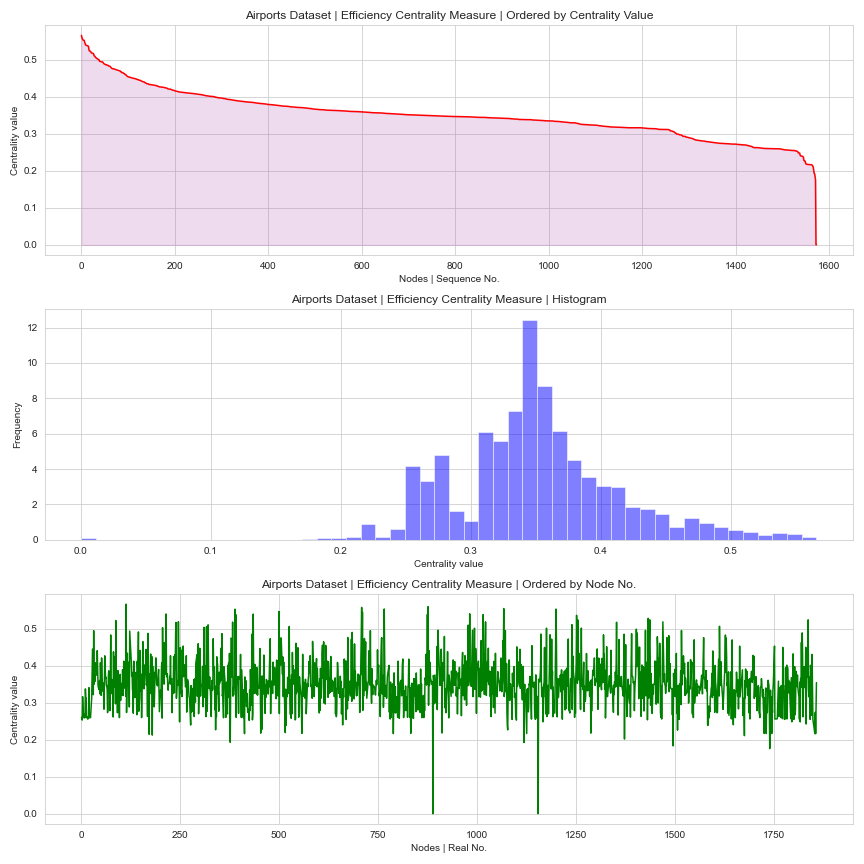 Airports Dataset | Efficiency Centrality Measure | Ordered by Centrality Value
Centrality value
0.5
0.4
0.3
0.2
0.1
0.0
0 200 400 600 800 1000 1200 1400 1600
Nodes | Sequence No.
Airports Dataset | Efficiency Centrality Measure | Histogram
Frequency
12
10
8
6
4
2
0
0.0 0.1 0.2 0.3 0.4 0.5
Centrality value
Airports Dataset | Efficiency Centrality Measure | Ordered by Node No.
Centrality value
0.5
0.4
0.3
0.2
0.1
0.0
0 250 500 750 1000 1250 1500 1750
Nodes | Real No.